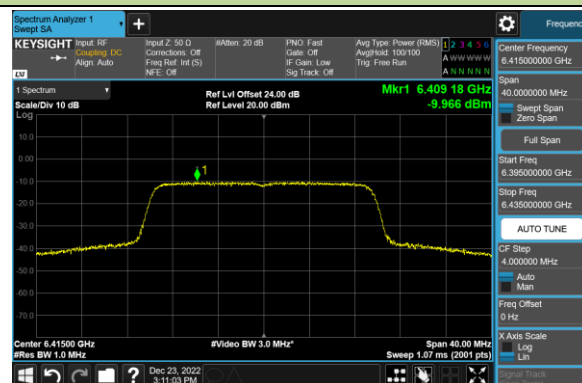 Spectrum Analyzer 1
Swept SA
Frequen
KEYSIGHT
Input: RF
Coupling: DC
Align: Auto
Input Z: 50 Ω
Corrections: Off
Freq Ref: Int (S)
NFE: Off
#Atten: 20 dB
PNO: Fast
Gate: Off
IF Gain: Low
Sig Track: Off
Avg Type: Power (RMS)
Avg|Hold: 100/100
Trig: Free Run
1 2 3 4 5 6
A W W W W W
A N N N N N
LXI
1 Spectrum
Scale/Div 10 dB
Log
Ref Lvl Offset 24.00 dB
Ref Level 20.00 dBm
Mkr1 6.409 18 GHz
-9.966 dBm
10.0
0.00
-10.0
-20.0
-30.0
-40.0
-50.0
-60.0
-70.0
1
Center 6.41500 GHz
#Res BW 1.0 MHz
#Video BW 3.0 MHz*
Span 40.00 MHz
Sweep 1.07 ms (2001 pts)
Center Frequency
6.415000000 GHz
Span
40.0000000 MHz
Swept Span
Zero Span
Full Span
Start Freq
6.395000000 GHz
Stop Freq
6.435000000 GHz
AUTO TUNE
CF Step
4.000000 MHz
Auto
Man
Freq Offset
0 Hz
X Axis Scale
Log
Lin
Signal Track
?
Dec 23, 2022
3:11:03 PM